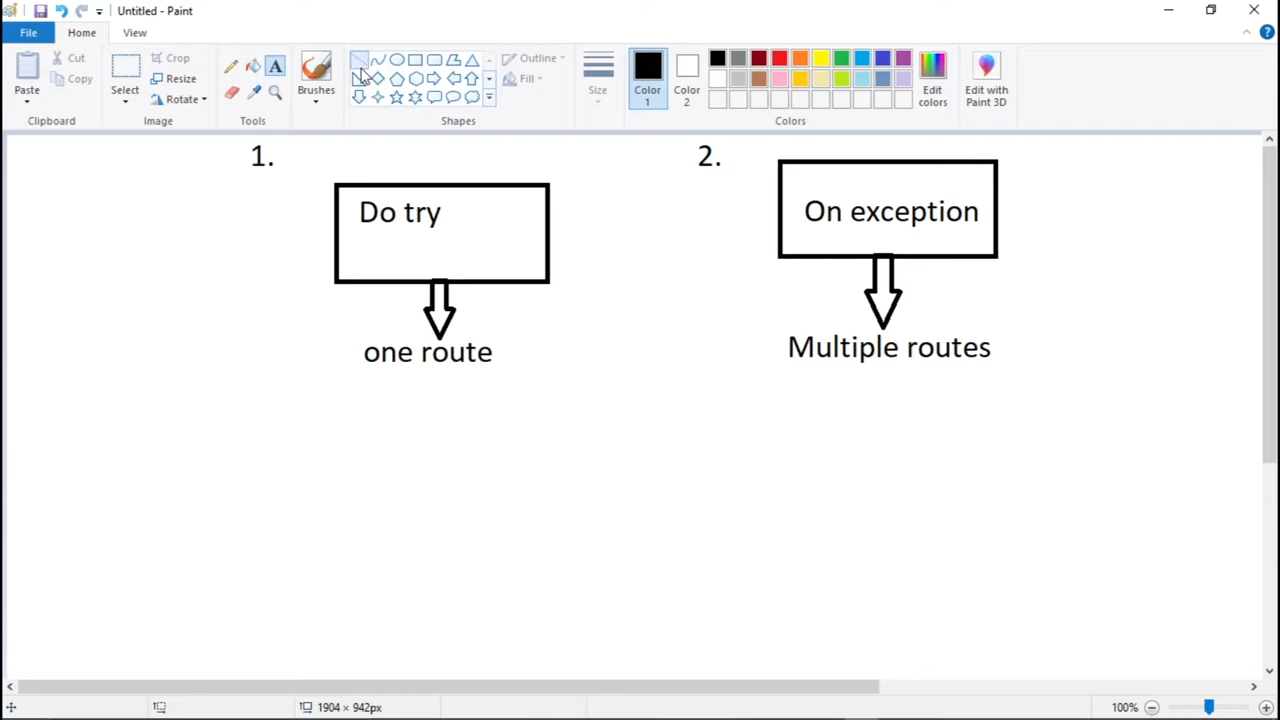 Untitled - Paint
File Home View
Paste
Cut
Copy
Clipboard
Select
Crop
Resize
Rotate
Image
Tools
Brushes
Shapes
Outline
Fill
Size
Color 1
Color 2
Colors
Edit colors
Edit with Paint 3D
1.
Do try
one route
2.
On exception
Multiple routes
1904 × 942px
100%